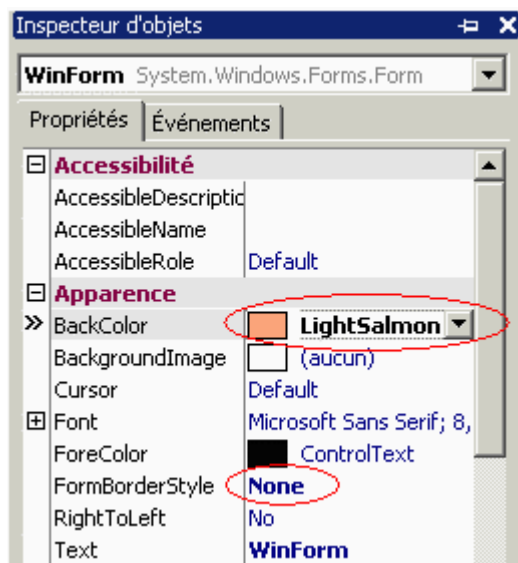 Inspecteur d'objets
WinForm System.Windows.Forms.Form
Propriétés Événements
Accessibilité
AccessibleDescriptic
AccessibleName
AccessibleRole Default
Apparence
BackColor LightSalmon
BackgroundImage (aucun)
Cursor Default
Font Microsoft Sans Serif; 8,
ForeColor ControlText
FormBorderStyle None
RightToLeft No
Text WinForm